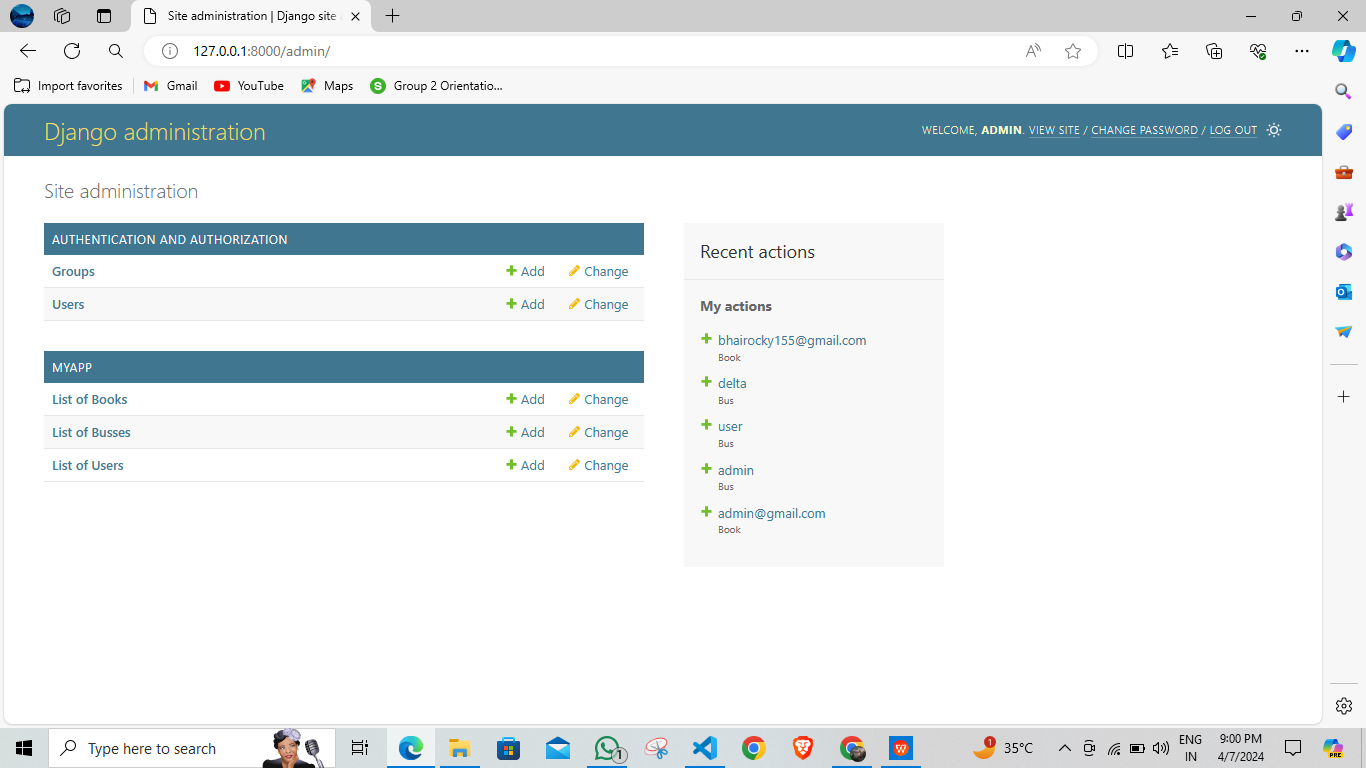 Site administration | Django site
127.0.0.1:8000/admin/
Import favorites
Gmail
YouTube
Maps
Group 2 Orientatio...
Django administration
WELCOME, ADMIN. VIEW SITE / CHANGE PASSWORD / LOG OUT
Site administration
AUTHENTICATION AND AUTHORIZATION
Groups Add Change
Users Add Change
MYAPP
List of Books Add Change
List of Busses Add Change
List of Users Add Change
Recent actions
My actions
bhairocky155@gmail.com
Book
delta
Bus
user
Bus
admin
Bus
admin@gmail.com
Book
Type here to search
1
1
35°C
ENG
IN
9:00 PM
4/7/2024
PRE